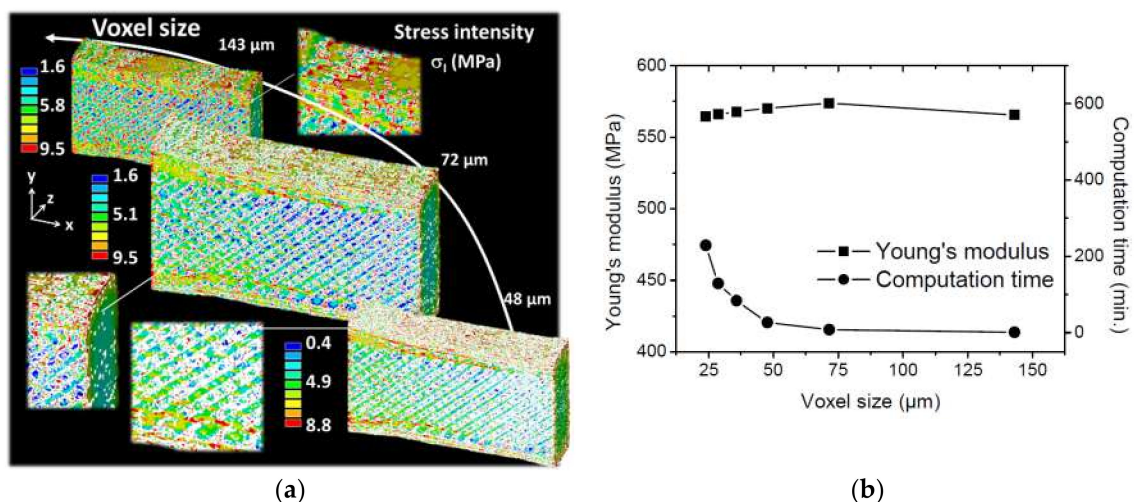 Voxel size
Stress intensity
σI (MPa)
143 μm
1.6
5.8
9.5
72 μm
1.6
5.1
9.5
y
z
x
48 μm
0.4
4.9
8.8
(a)
600
550
500
450
400
Young's modulus (MPa)
600
400
200
0
Computation time (min.)
Young's modulus
Computation time
25 50 75 100 125 150
Voxel size (μm)
(b)